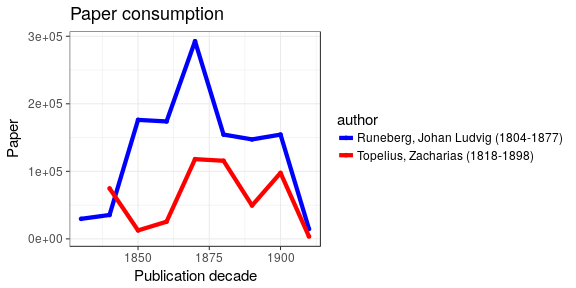 Paper consumption
3e+05
2e+05
1e+05
0e+00
Paper
1850 1875 1900
Publication decade
author
Runeberg, Johan Ludvig (1804-1877)
Topelius, Zacharias (1818-1898)